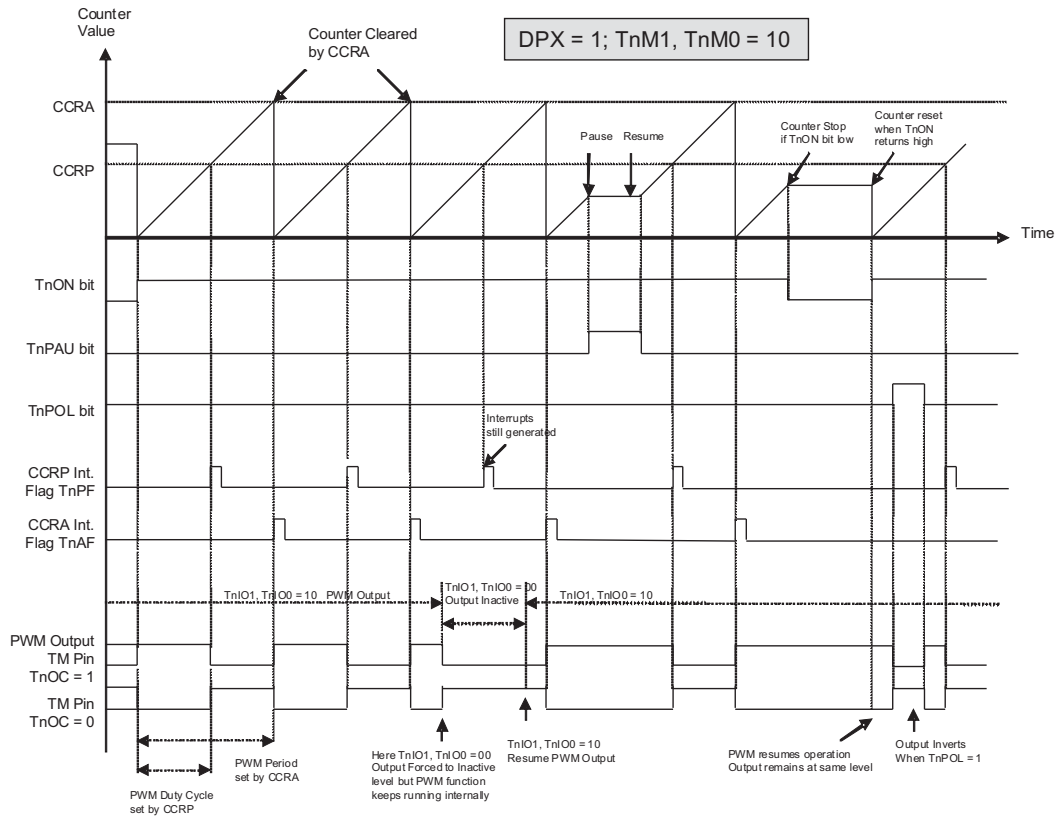 Counter
Value
Counter Cleared
by CCRA
DPX = 1; TnM1, TnM0 = 10
CCRA
CCRP
Pause
Resume
Counter Stop
if TnON bit low
Counter reset
when TnON
returns high
Time
TnON bit
TnPAU bit
TnPOL bit
Interrupts
still generated
CCRP Int.
Flag TnPF
CCRA Int.
Flag TnAF
TnIO1, TnIO0 = 10 PWM Output
TnIO1, TnIO0 = 00
Output Inactive
TnIO1, TnIO0 = 10
PWM Output
TM Pin
TnOC = 1
TM Pin
TnOC = 0
PWM Period
set by CCRA
PWM Duty Cycle
set by CCRP
Here TnIO1, TnIO0 = 00
Output Forced to Inactive
level but PWM function
keeps running internally
TnIO1, TnIO0 = 10
Resume PWM Output
PWM resumes operation
Output remains at same level
Output Inverts
When TnPOL = 1